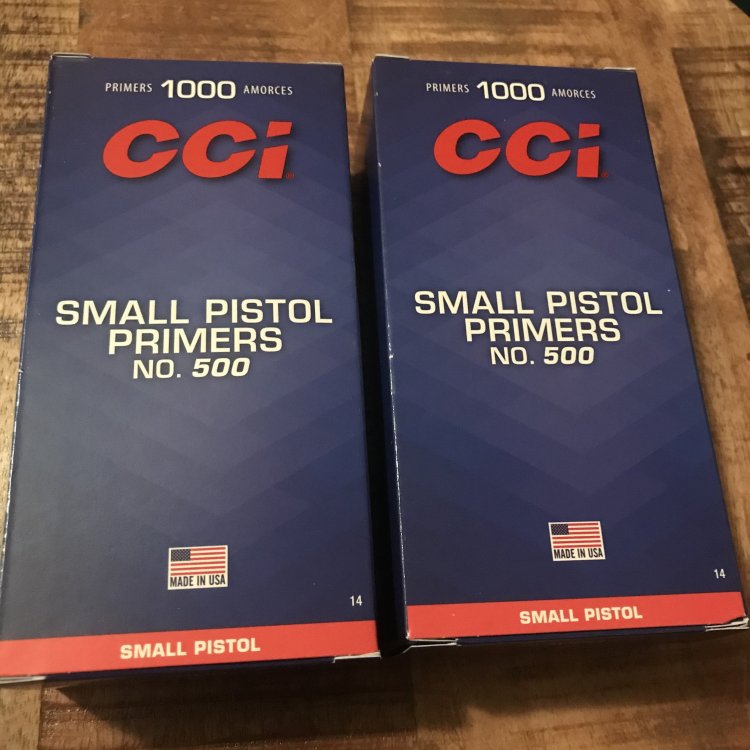 PRIMERS 1000 AMORCES
CCI
SMALL PISTOL
PRIMERS
NO. 500
MADE IN USA
14
SMALL PISTOL
PRIMERS 1000 AMORCES
CCI
SMALL PISTOL
PRIMERS
NO. 500
MADE IN USA
14
SMALL PISTOL